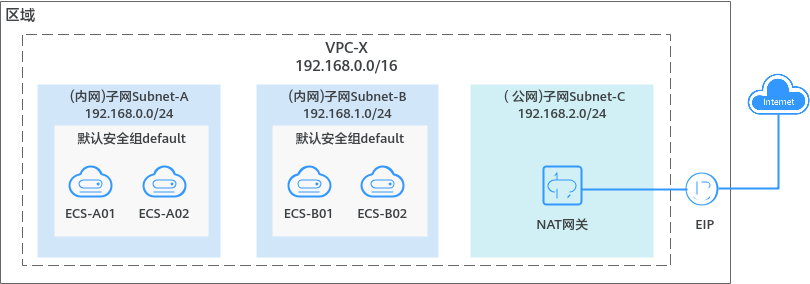 区域
VPC-X
192.168.0.0/16
(内网)子网Subnet-A
192.168.0.0/24
默认安全组default
ECS-A01
ECS-A02
(内网)子网Subnet-B
192.168.1.0/24
默认安全组default
ECS-B01
ECS-B02
( 公网)子网Subnet-C
192.168.2.0/24
NAT网关
EIP
Internet